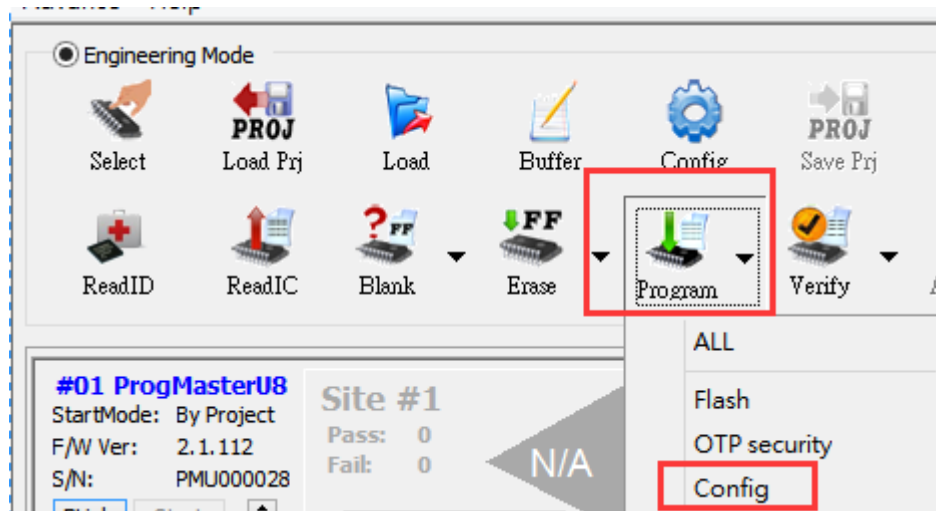 Engineering Mode
PROJ
PROJ
Select
Load Prj
Load
Buffer
Config
Save Prj
? FF
FF
ReadID
ReadIC
Blank
Erase
Program
Verify
ALL
#01 ProgMasterU8
StartMode: By Project
F/W Ver: 2.1.112
S/N: PMU000028
Site #1
Pass: 0
Fail: 0
N/A
Flash
OTP security
Config